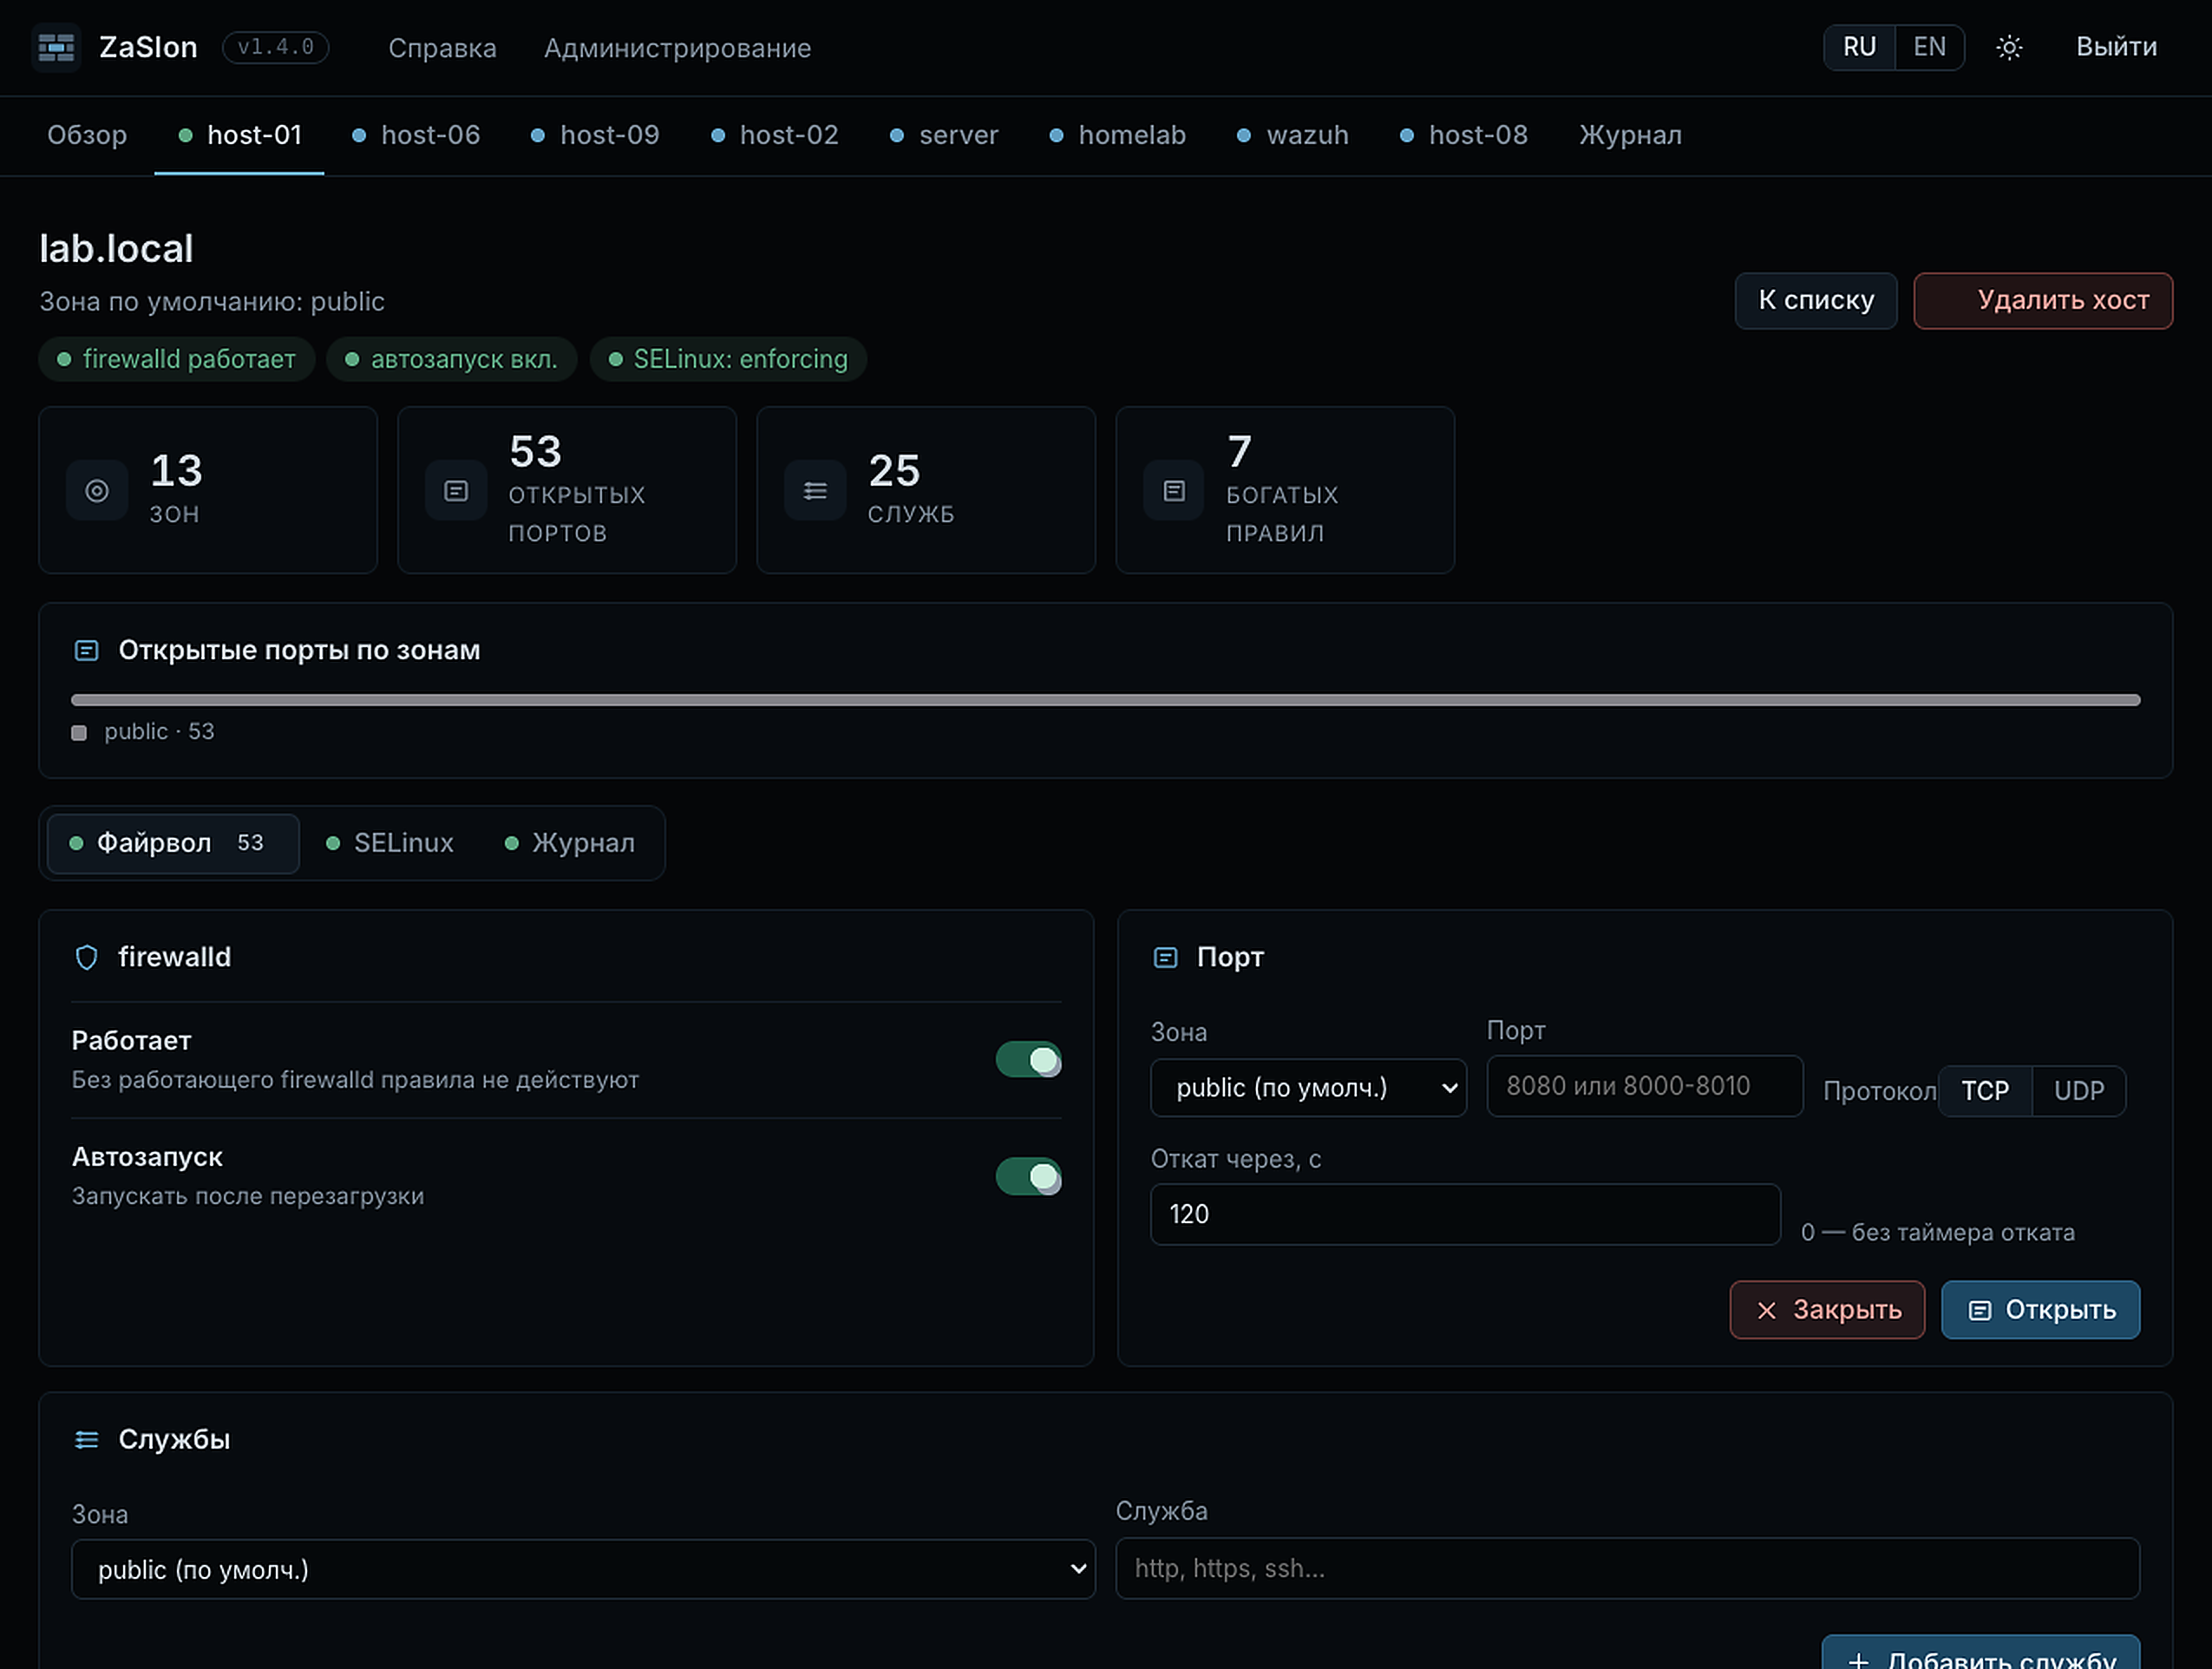 ZaSlon v1.4.0 Справка Администрирование RU EN Выйти
Обзор host-01 host-06 host-09 host-02 server homelab wazuh host-08 Журнал
lab.local
Зона по умолчанию: public
К списку Удалить хост
firewalld работает автозапуск вкл. SELinux: enforcing
13
ЗОН
53
ОТКРЫТЫХ
ПОРТОВ
25
СЛУЖБ
7
БОГАТЫХ
ПРАВИЛ
Открытые порты по зонам
public · 53
Файрвол 53 SELinux Журнал
firewalld
Работает
Без работающего firewalld правила не действуют
Автозапуск
Запускать после перезагрузки
Порт
Зона Порт
public (по умолч.) 8080 или 8000-8010 Протокол TCP UDP
Откат через, с
120 0 — без таймера отката
Закрыть Открыть
Службы
Зона Служба
public (по умолч.) http, https, ssh...
Добавить службу